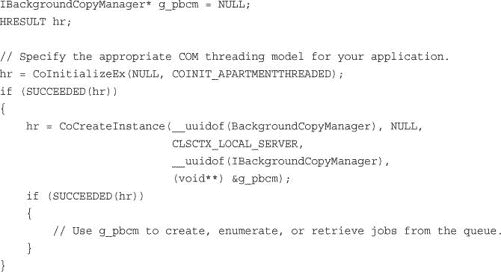 IBackgroundCopyManager* g_pbcm = NULL;
HRESULT hr;

// Specify the appropriate COM threading model for your application.
hr = CoInitializeEx(NULL, COINIT_APARTMENTTHREADED);
if (SUCCEEDED(hr))
{
    hr = CoCreateInstance(__uuidof(BackgroundCopyManager), NULL,
                          CLSCTX_LOCAL_SERVER,
                          __uuidof(IBackgroundCopyManager),
                          (void**) &g_pbcm);
    if (SUCCEEDED(hr))
    {
        // Use g_pbcm to create, enumerate, or retrieve jobs from the queue.
    }
}